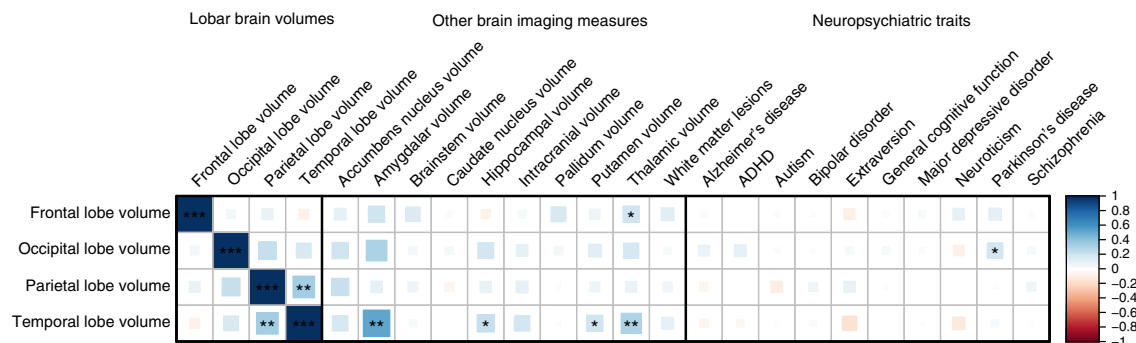 Lobar brain volumes
Other brain imaging measures
Neuropsychiatric traits
Frontal lobe volume
Occipital lobe volume
Parietal lobe volume
Temporal lobe volume
Accumbens nucleus volume
Amygdalar volume
Brainstem volume
Caudate nucleus volume
Hippocampal volume
Intracranial volume
Pallidum volume
Putamen volume
Thalamic volume
White matter lesions
Alzheimer's disease
ADHD
Autism
Bipolar disorder
Extraversion
General cognitive function
Major depressive disorder
Neuroticism
Parkinson's disease
Schizophrenia
Frontal lobe volume *** *
Occipital lobe volume *** *
Parietal lobe volume *** **
Temporal lobe volume ** *** ** * * **
1
0.8
0.6
0.4
0.2
0
−0.2
−0.4
−0.6
−0.8
−1